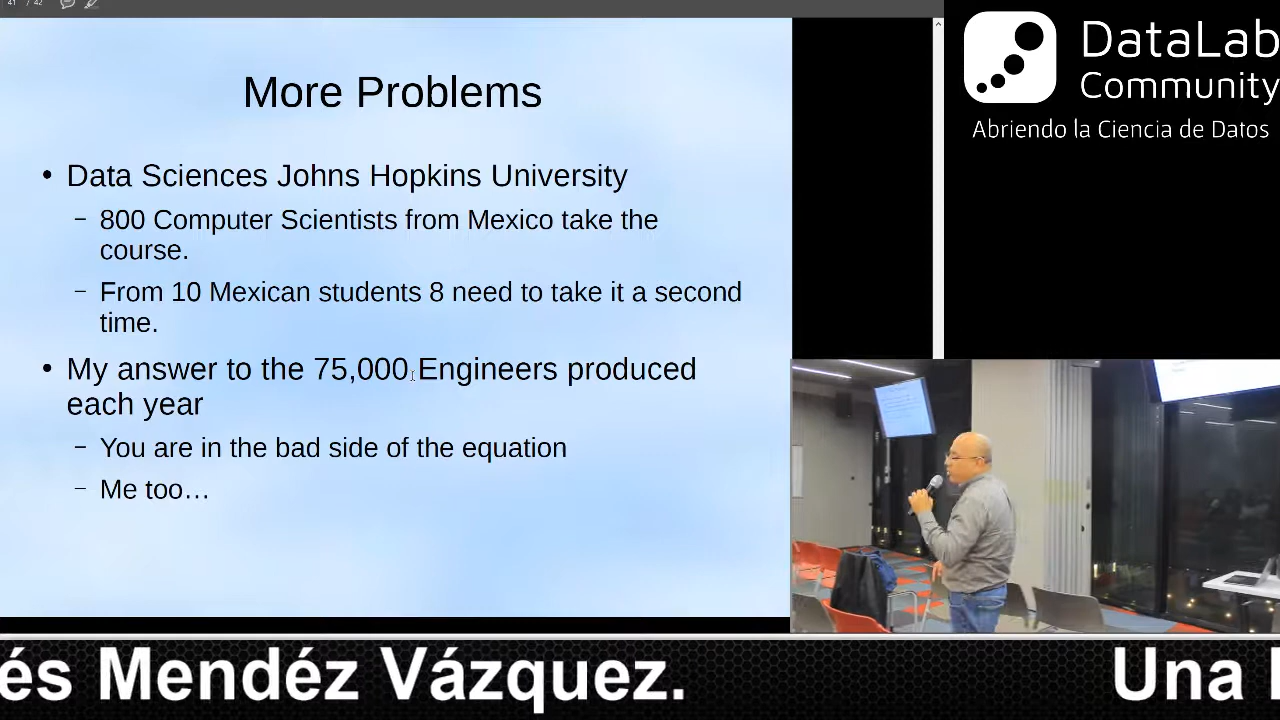 41 / 42
DataLab
Community
Abriendo la Ciencia de Datos
More Problems
• Data Sciences Johns Hopkins University
– 800 Computer Scientists from Mexico take the
course.
– From 10 Mexican students 8 need to take it a second
time.
• My answer to the 75,000 Engineers produced
each year
– You are in the bad side of the equation
– Me too…
és Mendéz Vázquez.
Una